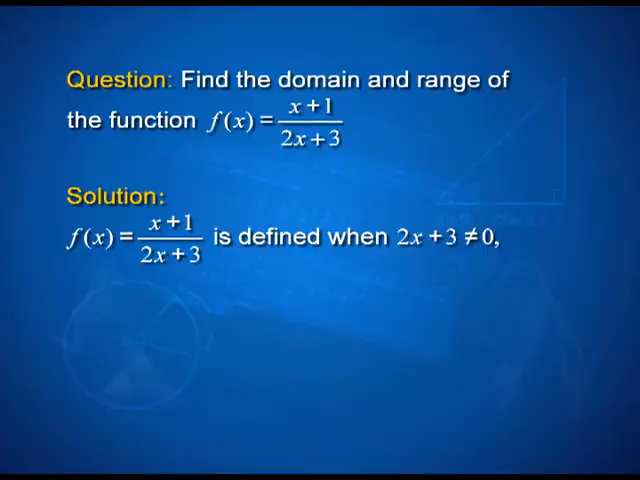 Question: Find the domain and range of
the function f(x) = (x+1)/(2x+3)
Solution:
f(x) = (x+1)/(2x+3) is defined when 2x+3 ≠ 0,